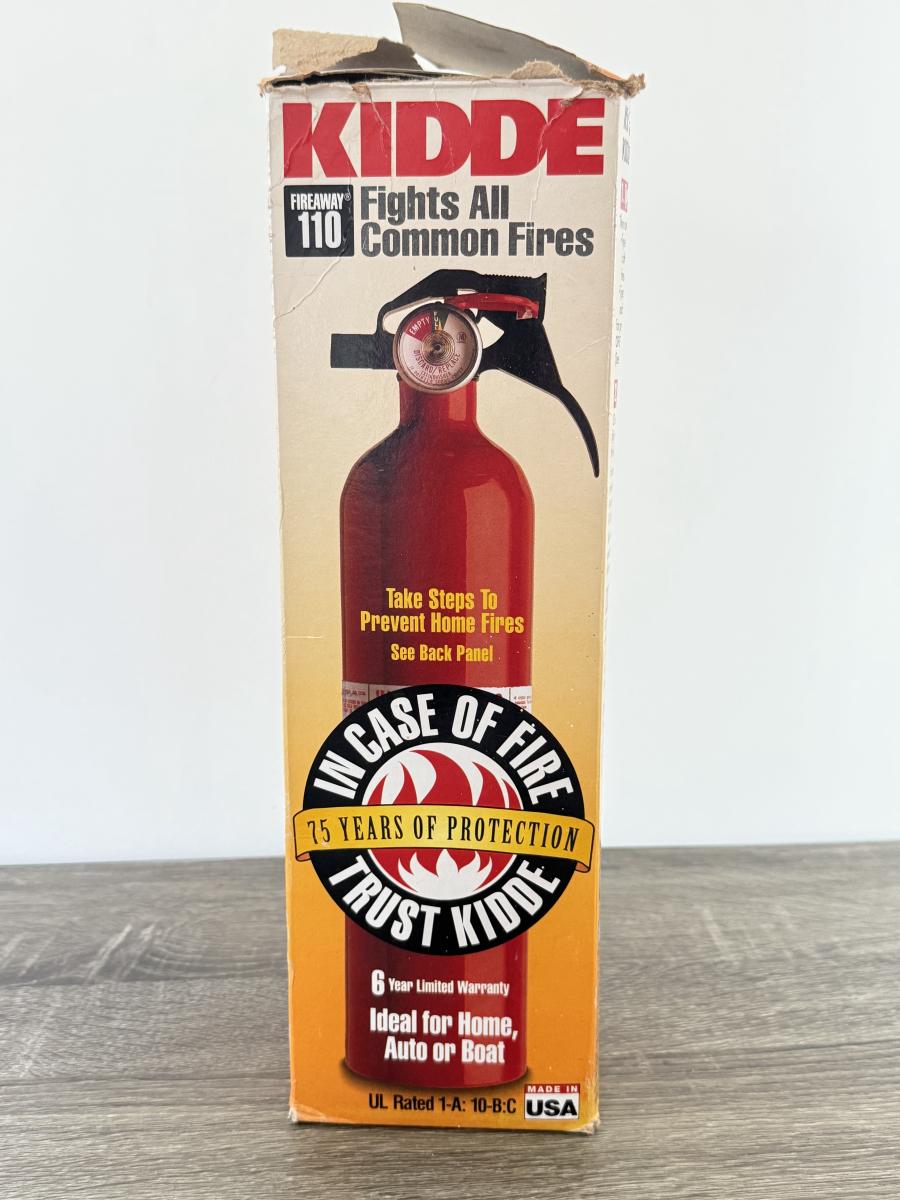 KIDDE
FIREAWAY®
110
Fights All
Common Fires
EMPTY
DISCARD/REPLACE
Take Steps To
Prevent Home Fires
See Back Panel
IN CASE OF FIRE
75 YEARS OF PROTECTION
TRUST KIDDE
6 Year Limited Warranty
Ideal for Home,
Auto or Boat
UL Rated 1-A: 10-B:C
MADE IN
USA